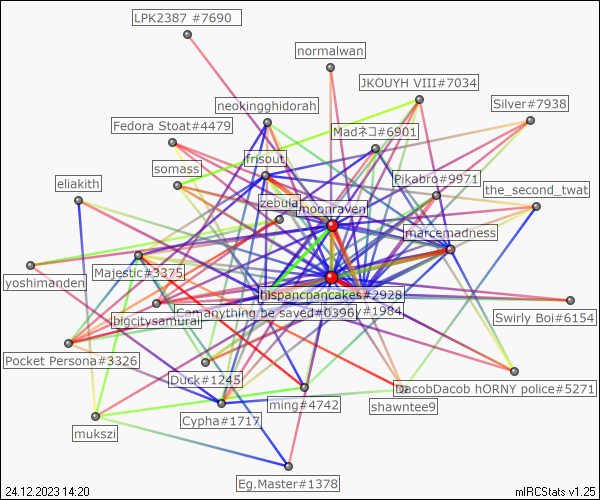 LPK2387 #7690
normalwan
JKOUYH VIII#7034
neokingghidorah
Silver#7938
Fedora Stoat#4479
Madネコ#6901
frisout
somass
Pikabro#9971
eliakith
the_second_twat
zebula
moonraven
marcemadness
Majestic#3375
yoshimanden
hispancpancakes#2928
bigcitysamurai
Can anything be saved#0396
#1984
Swirly Boi#6154
Pocket Persona#3326
Duck#1245
DacobDacob hORNY police#5271
ming#4742
shawntee9
Cypha#1717
mukszi
Eg.Master#1378
24.12.2023 14:20
mIRCStats v1.25